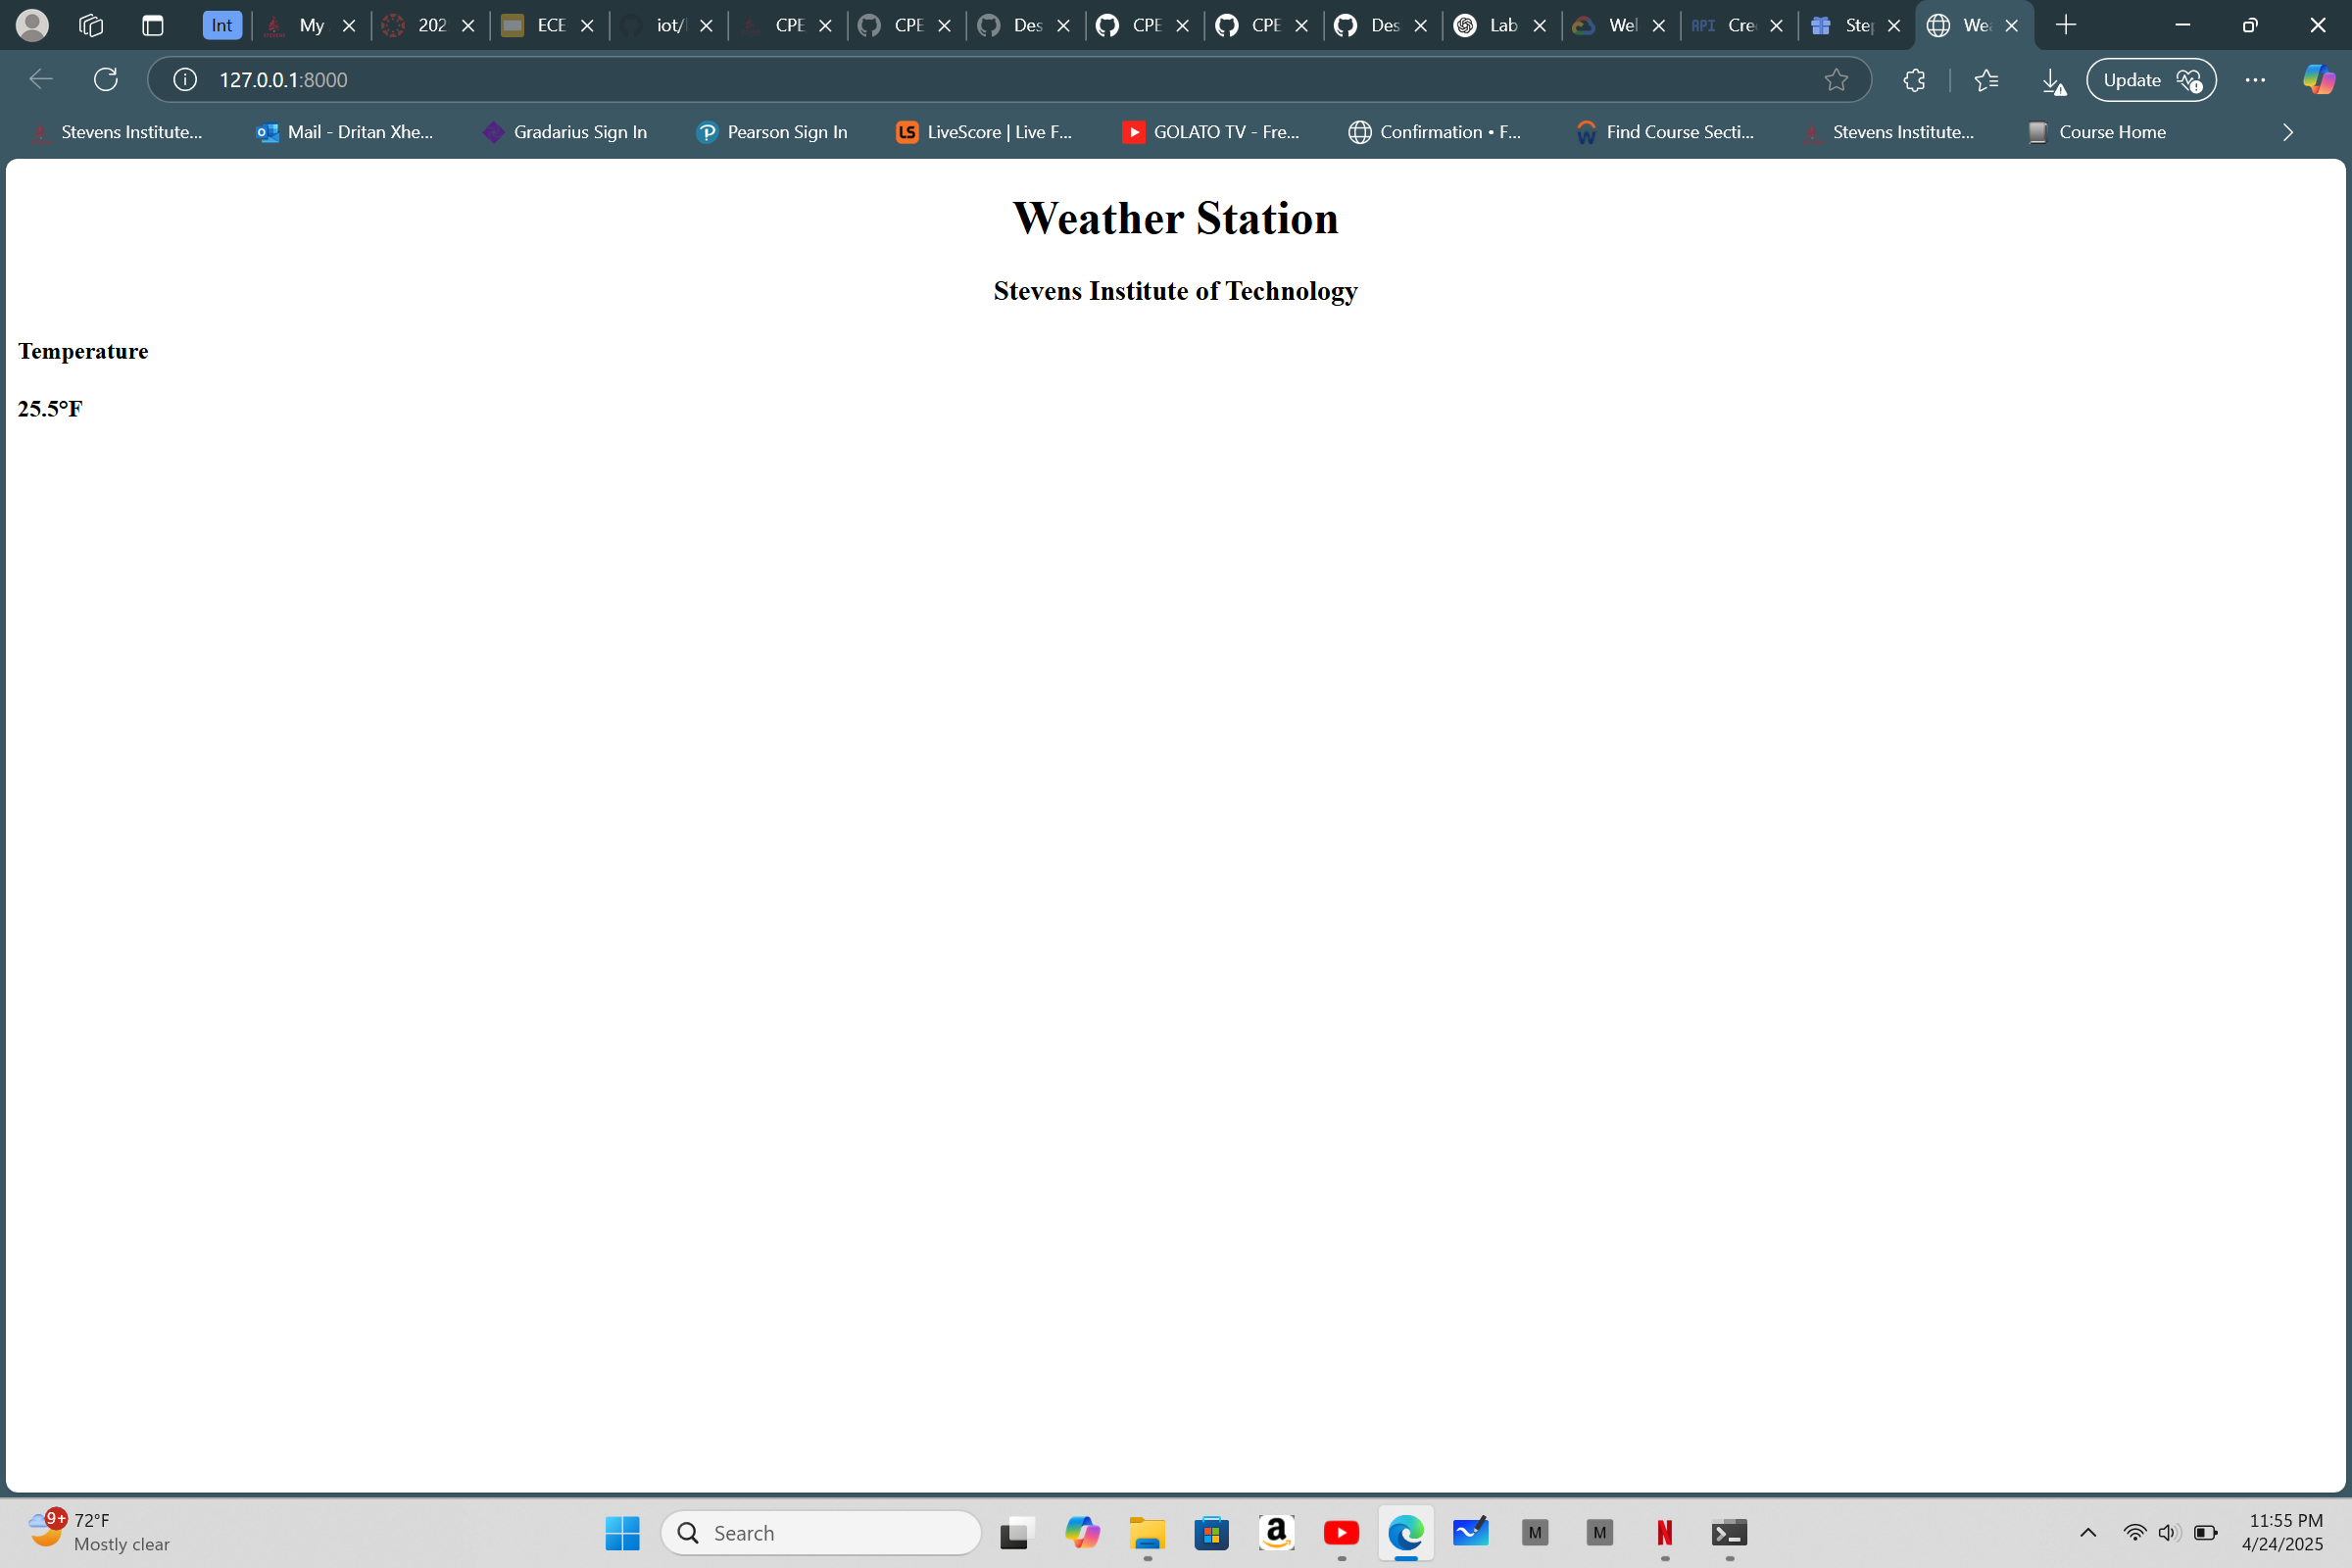 Int My 202 ECE iot/ CPE CPE Des CPE CPE Des Lab Wel API Cre Ste We
127.0.0.1:8000 Update
Stevens Institute... Mail - Dritan Xhe... Gradarius Sign In Pearson Sign In LS LiveScore | Live F... GOLATO TV - Fre... Confirmation • F... Find Course Secti... Stevens Institute... Course Home
Weather Station
Stevens Institute of Technology
Temperature
25.5°F
9+ 72°F
Mostly clear
Search
M M
11:55 PM
4/24/2025